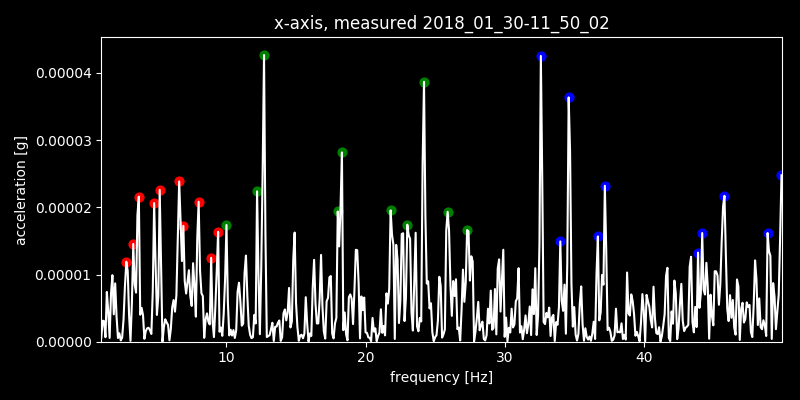 x-axis, measured 2018_01_30-11_50_02
0.00004
0.00003
0.00002
0.00001
0.00000
acceleration [g]
10 20 30 40
frequency [Hz]